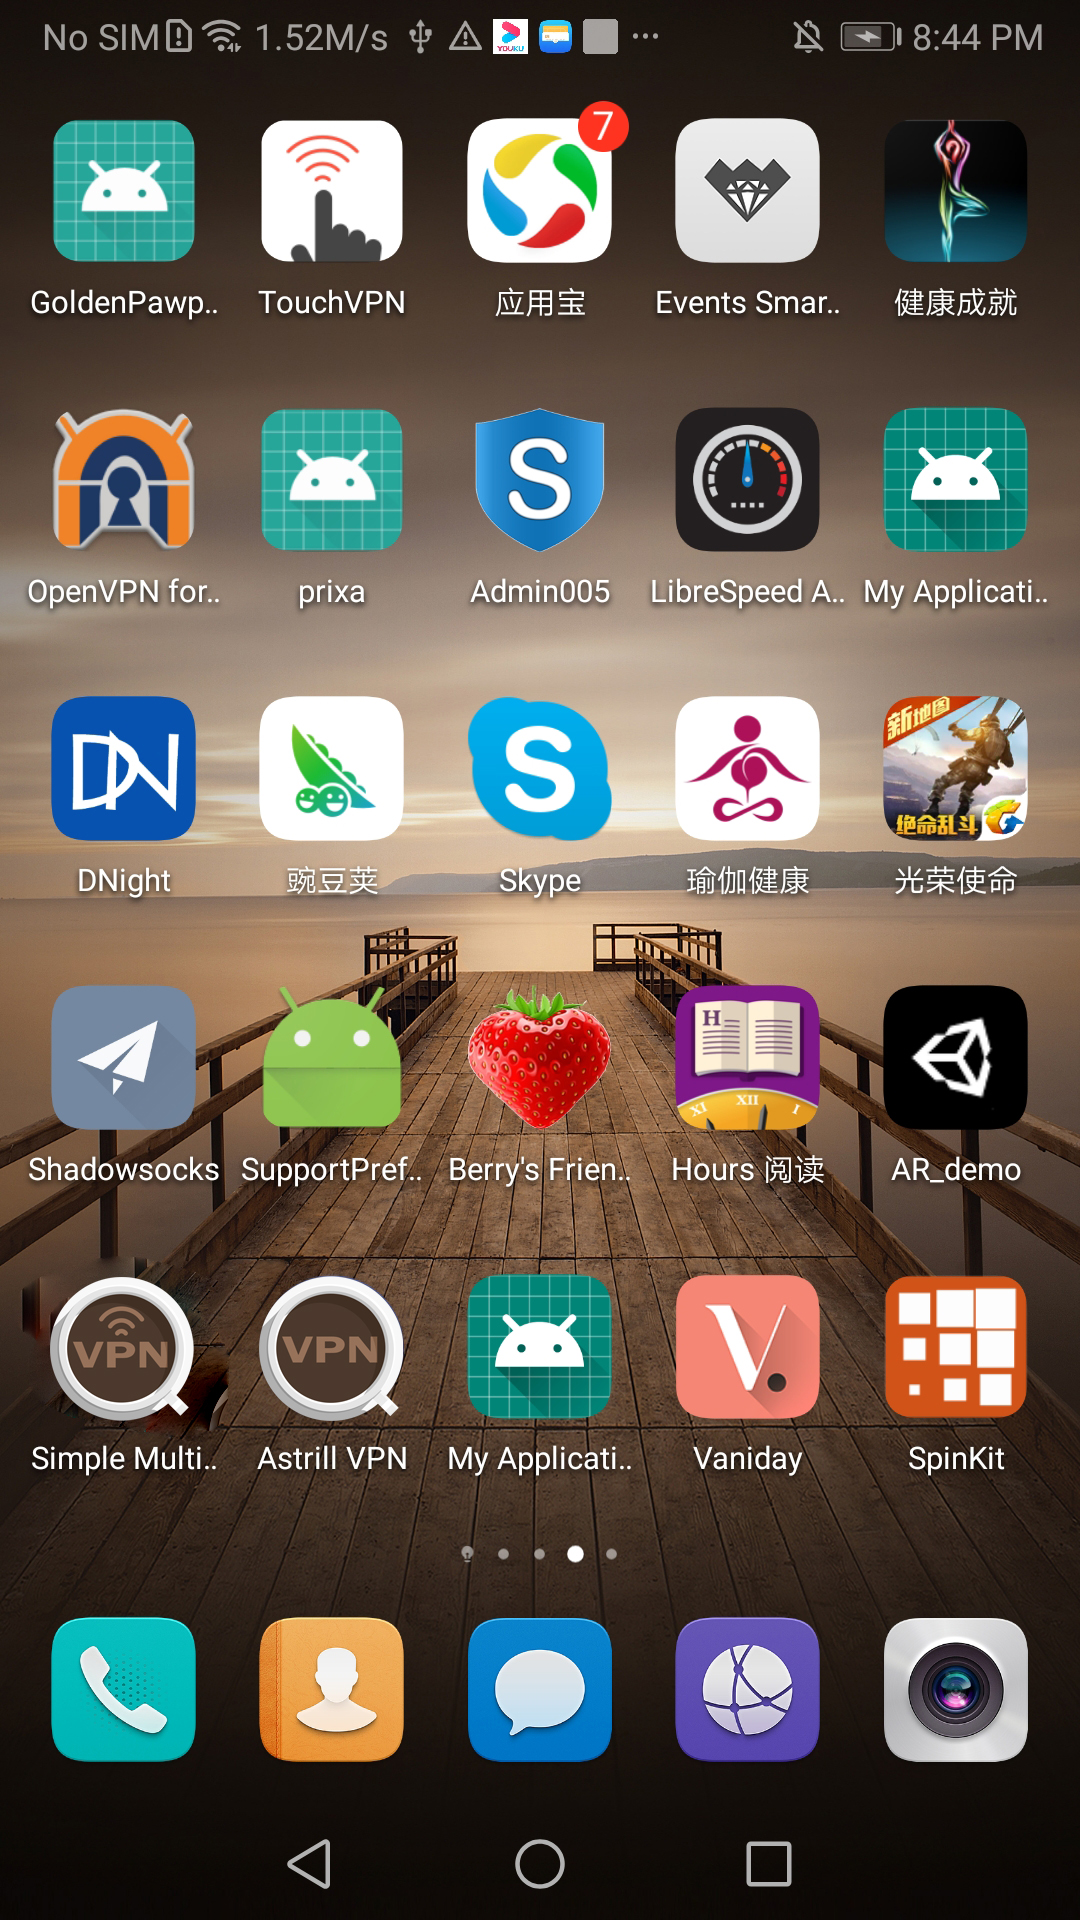 No SIM 1.52M/s YOUKU 8:44 PM
7
GoldenPawp.. TouchVPN 应用宝 Events Smar.. 健康成就
S
OpenVPN for.. prixa Admin005 LibreSpeed A.. My Applicati..
DN S 新地图
绝命乱斗
DNight 豌豆荚 Skype 瑜伽健康 光荣使命
H
XI XII I
Shadowsocks SupportPref.. Berry's Frien.. Hours 阅读 AR_demo
VPN VPN V.
Simple Multi.. Astrill VPN My Applicati.. Vaniday SpinKit